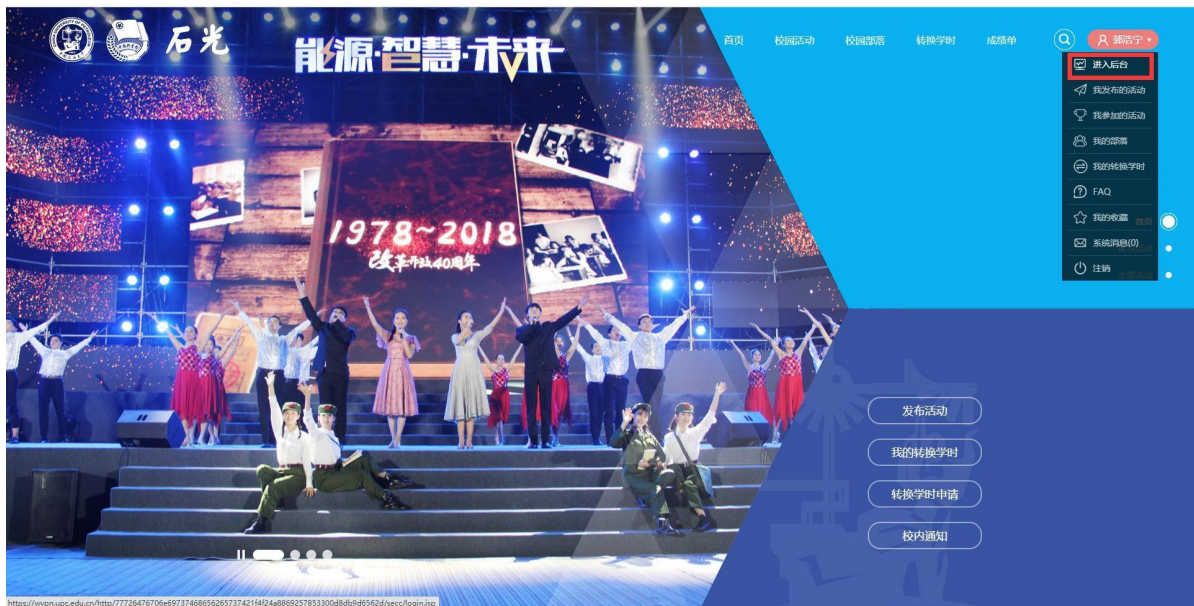 石光
能源·智慧·未来
首页 校园活动 校园部落 转换学时 成绩单 郭浩宁
进入后台
我发布的活动
我参加的活动
我的部落
我的转换学时
FAQ
我的收藏
首页
系统消息(0)
注销
1978~2018
改革开放40周年
发布活动
我的转换学时
转换学时申请
校内通知